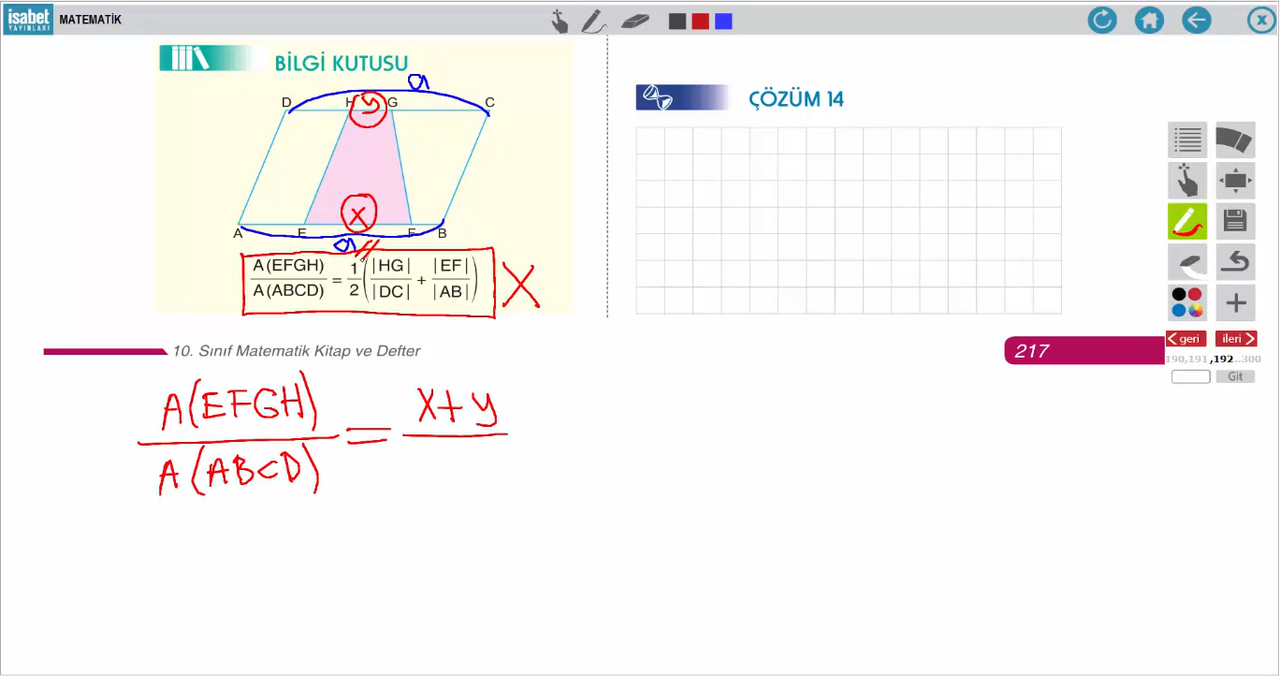 isabet
YAYINLARI
MATEMATİK
BİLGİ KUTUSU
a
D H y G C
x
A E F B
a
A(EFGH) / A(ABCD) = 1/2 (|HG| / |DC| + |EF| / |AB|) X
ÇÖZÜM 14
10. Sınıf Matematik Kitap ve Defter
217
geri ileri
190,191 ,192..300
Git
A(EFGH) / A(ABCD) = x+y